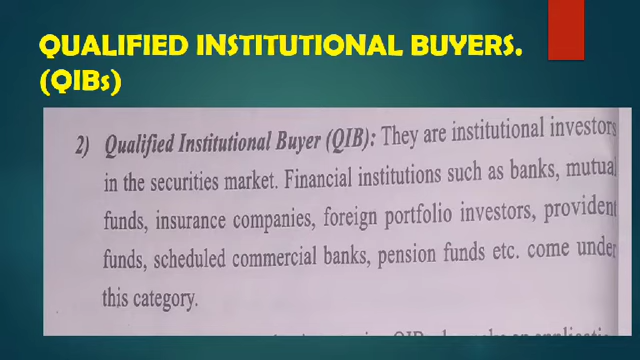 QUALIFIED INSTITUTIONAL BUYERS.
(QIBs)
2) Qualified Institutional Buyer (QIB): They are institutional investors
in the securities market. Financial institutions such as banks, mutual
funds, insurance companies, foreign portfolio investors, provident
funds, scheduled commercial banks, pension funds etc. come under
this category.